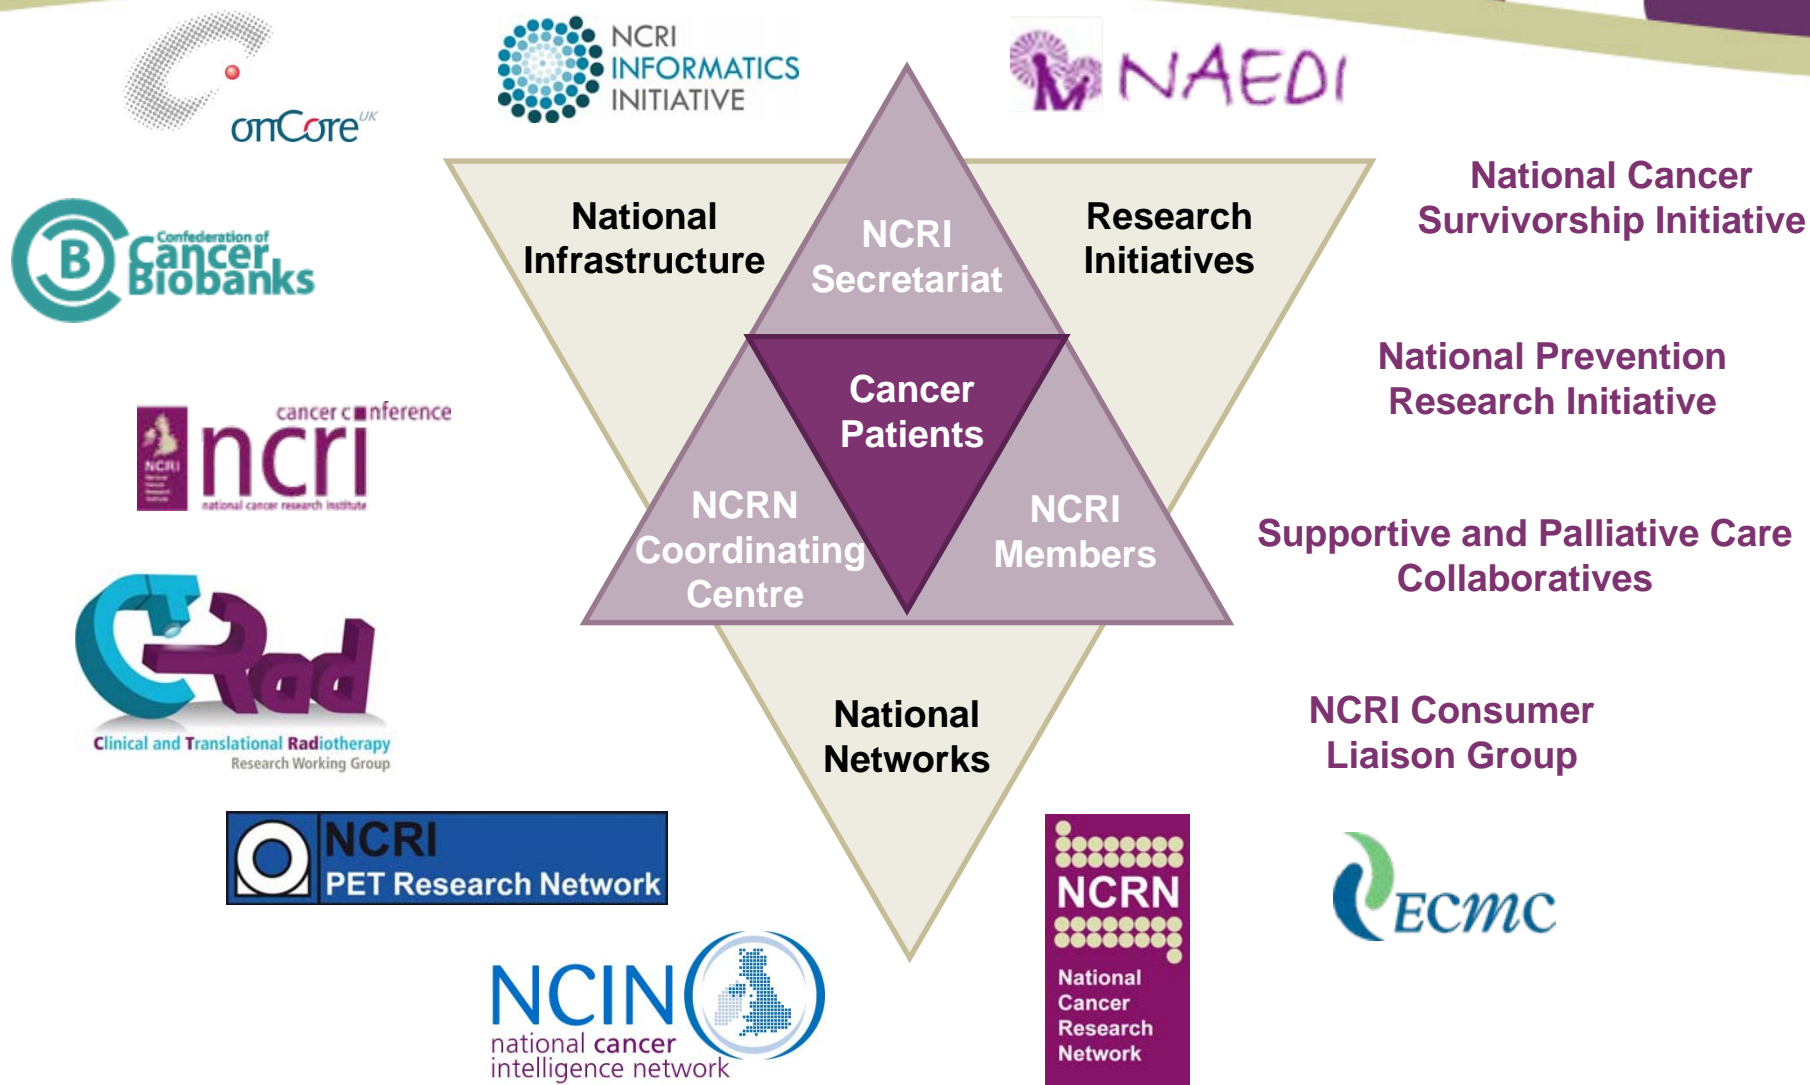 onCore UK
NCRI
INFORMATICS
INITIATIVE
NAEDI
National Cancer
Survivorship Initiative
National
Infrastructure
NCRI
Secretariat
Research
Initiatives
Confederation of
Cancer
Biobanks
B
National Prevention
Research Initiative
Cancer
Patients
cancer conference
ncri
NCRI
national cancer research institute
NCRN
Coordinating
Centre
NCRI
Members
Supportive and Palliative Care
Collaboratives
CTRad
Clinical and Translational Radiotherapy
Research Working Group
National
Networks
NCRI Consumer
Liaison Group
NCRI
PET Research Network
NCRN
National
Cancer
Research
Network
ECMC
NCIN
national cancer
intelligence network